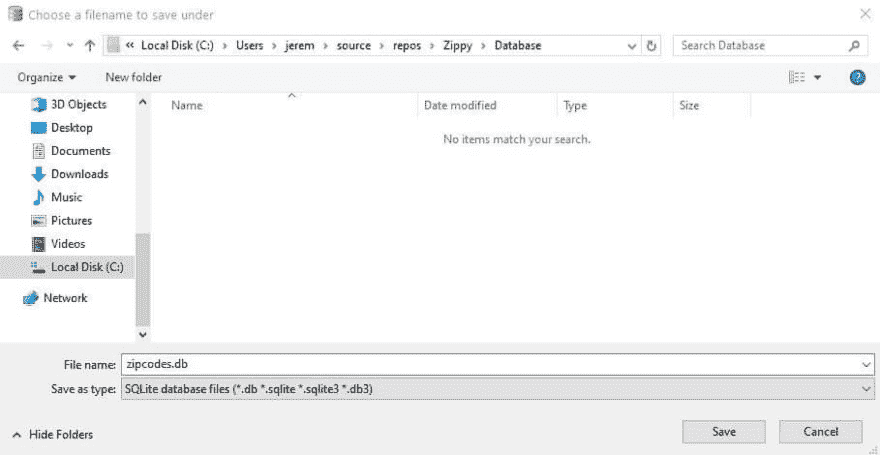 Choose a filename to save under
« Local Disk (C:) > Users > jerem > source > repos > Zippy > Database
Search Database
Organize
New folder
Name
Date modified
Type
Size
No items match your search.
3D Objects
Desktop
Documents
Downloads
Music
Pictures
Videos
Local Disk (C:)
Network
File name: zipcodes.db
Save as type: SQLite database files (*.db *.sqlite *.sqlite3 *.db3)
Hide Folders
Save
Cancel